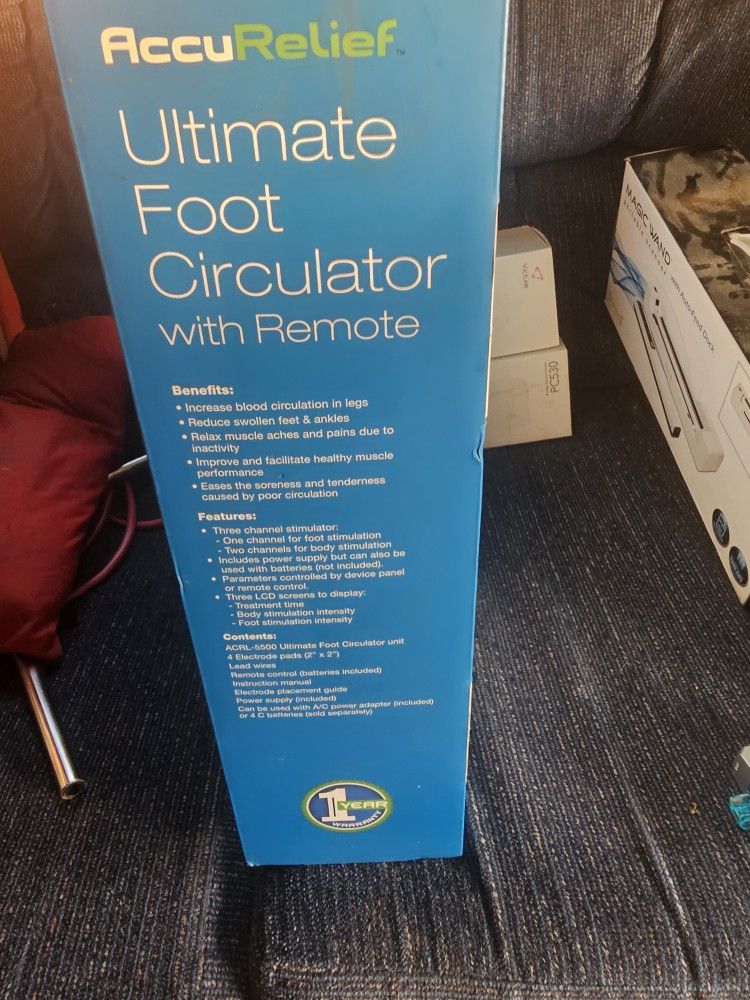 AccuRelief™
Ultimate
Foot
Circulator
with Remote
Benefits:
• Increase blood circulation in legs
• Reduce swollen feet & ankles
• Relax muscle aches and pains due to
inactivity
• Improve and facilitate healthy muscle
performance
• Eases the soreness and tenderness
caused by poor circulation
Features:
• Three channel stimulator:
- One channel for foot stimulation
- Two channels for body stimulation
• Includes power supply but can also be
used with batteries (not included).
• Parameters controlled by device panel
or remote control.
• Three LCD screens to display:
- Treatment time
- Body stimulation intensity
- Foot stimulation intensity
Contents:
ACRL-5500 Ultimate Foot Circulator unit
4 Electrode pads (2" x 2")
Lead wires
Remote control (batteries included)
Instruction manual
Electrode placement guide
Power supply (included)
Can be used with A/C power adapter (included)
or 4 C batteries (sold separately)
1 YEAR
WARRANTY
Victure
PC530
MAGIC WAND
with Auto-Feed Dock